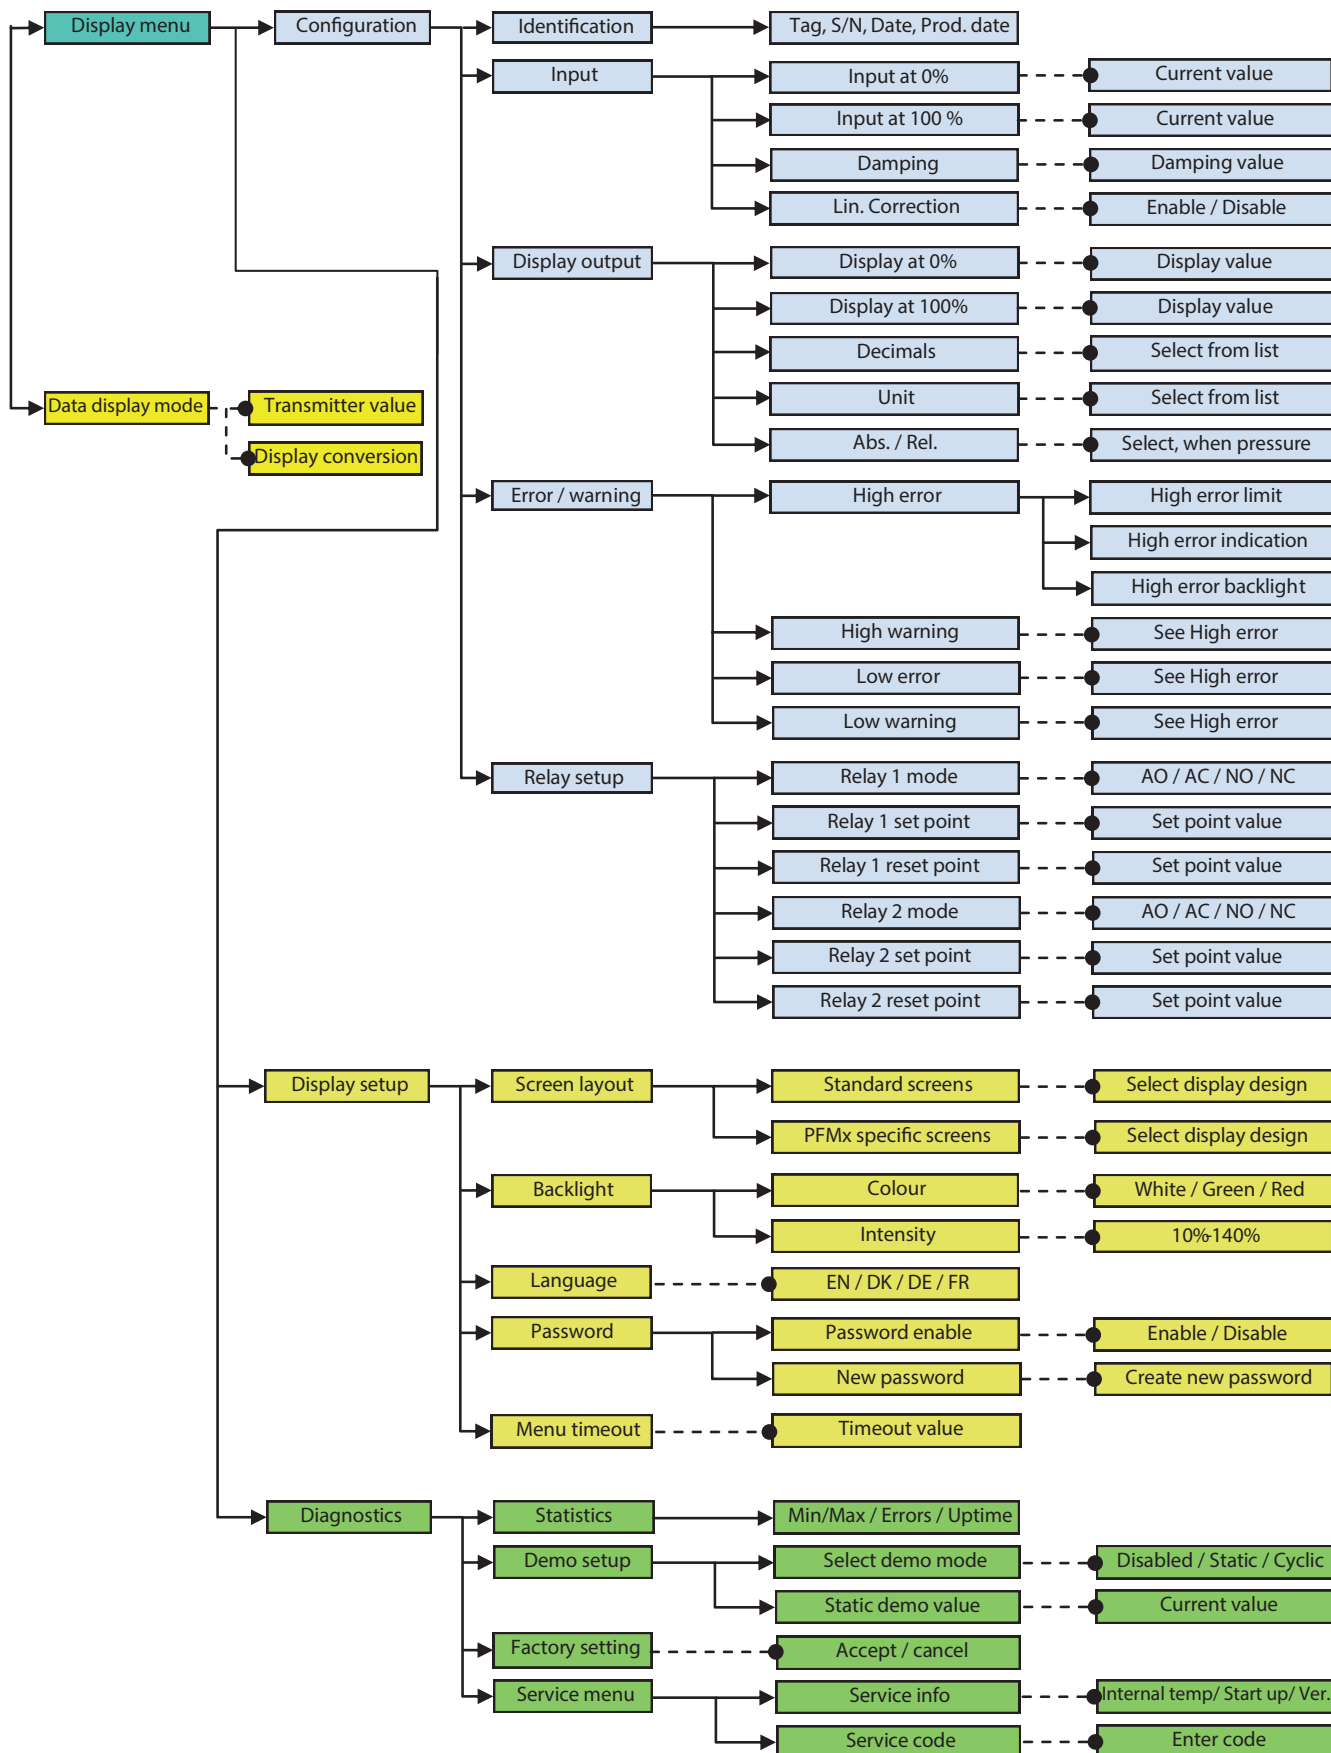 Display menu
Configuration
Identification
Tag, S/N, Date, Prod. date
Input
Input at 0%
Current value
Input at 100 %
Current value
Damping
Damping value
Lin. Correction
Enable / Disable
Display output
Display at 0%
Display value
Display at 100%
Display value
Decimals
Select from list
Unit
Select from list
Abs. / Rel.
Select, when pressure
Data display mode
Transmitter value
Display conversion
Error / warning
High error
High error limit
High error indication
High error backlight
High warning
See High error
Low error
See High error
Low warning
See High error
Relay setup
Relay 1 mode
AO / AC / NO / NC
Relay 1 set point
Set point value
Relay 1 reset point
Set point value
Relay 2 mode
AO / AC / NO / NC
Relay 2 set point
Set point value
Relay 2 reset point
Set point value
Display setup
Screen layout
Standard screens
Select display design
PFMx specific screens
Select display design
Backlight
Colour
White / Green / Red
Intensity
10%-140%
Language
EN / DK / DE / FR
Password
Password enable
Enable / Disable
New password
Create new password
Menu timeout
Timeout value
Diagnostics
Statistics
Min/Max / Errors / Uptime
Demo setup
Select demo mode
Disabled / Static / Cyclic
Static demo value
Current value
Factory setting
Accept / cancel
Service menu
Service info
Internal temp/ Start up/ Ver.
Service code
Enter code